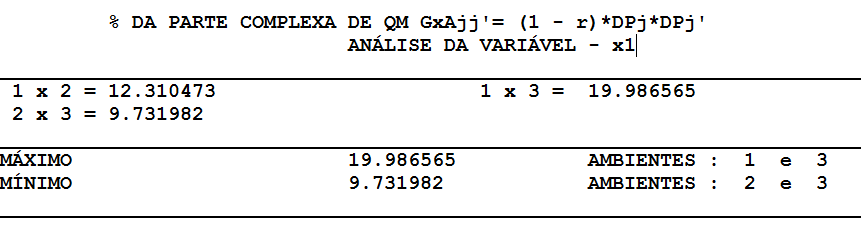 % DA PARTE COMPLEXA DE QM GxAjj'= (1 - r)*DPj*DPj'
ANÁLISE DA VARIÁVEL - x1
1 x 2 = 12.310473 1 x 3 = 19.986565
2 x 3 = 9.731982
MÁXIMO 19.986565 AMBIENTES : 1 e 3
MÍNIMO 9.731982 AMBIENTES : 2 e 3